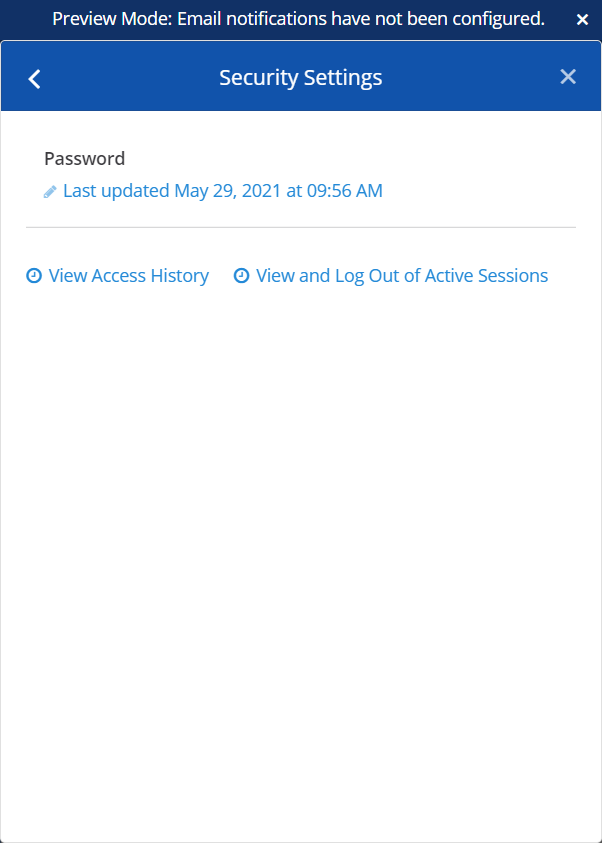 Preview Mode: Email notifications have not been configured.
Security Settings
Password
Last updated May 29, 2021 at 09:56 AM
View Access History View and Log Out of Active Sessions